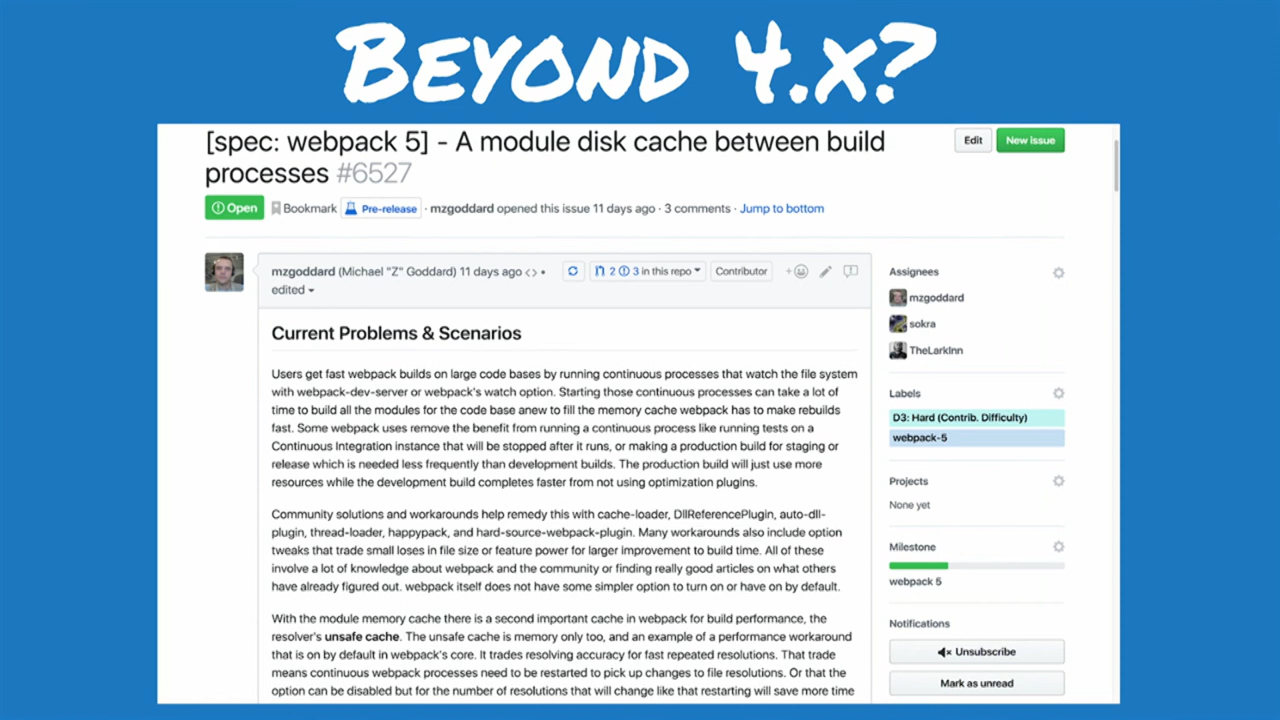 BEYOND 4.X?
[spec: webpack 5] - A module disk cache between build
processes #6527
Edit
New issue
Open
Bookmark
Pre-release
· mzgoddard opened this issue 11 days ago · 3 comments · Jump to bottom
mzgoddard (Michael "Z" Goddard) 11 days ago <> •
edited
2 3 in this repo
Contributor
Current Problems & Scenarios
Users get fast webpack builds on large code bases by running continuous processes that watch the file system
with webpack-dev-server or webpack's watch option. Starting those continuous processes can take a lot of
time to build all the modules for the code base anew to fill the memory cache webpack has to make rebuilds
fast. Some webpack uses remove the benefit from running a continuous process like running tests on a
Continuous Integration instance that will be stopped after it runs, or making a production build for staging or
release which is needed less frequently than development builds. The production build will just use more
resources while the development build completes faster from not using optimization plugins.
Community solutions and workarounds help remedy this with cache-loader, DllReferencePlugin, auto-dll-
plugin, thread-loader, happypack, and hard-source-webpack-plugin. Many workarounds also include option
tweaks that trade small loses in file size or feature power for larger improvement to build time. All of these
involve a lot of knowledge about webpack and the community or finding really good articles on what others
have already figured out. webpack itself does not have some simpler option to turn on or have on by default.
With the module memory cache there is a second important cache in webpack for build performance, the
resolver's unsafe cache. The unsafe cache is memory only too, and an example of a performance workaround
that is on by default in webpack's core. It trades resolving accuracy for fast repeated resolutions. That trade
means continuous webpack processes need to be restarted to pick up changes to file resolutions. Or that the
option can be disabled but for the number of resolutions that will change like that restarting will save more time
Assignees
mzgoddard
sokra
TheLarkInn
Labels
D3: Hard (Contrib. Difficulty)
webpack-5
Projects
None yet
Milestone
webpack 5
Notifications
Unsubscribe
Mark as unread